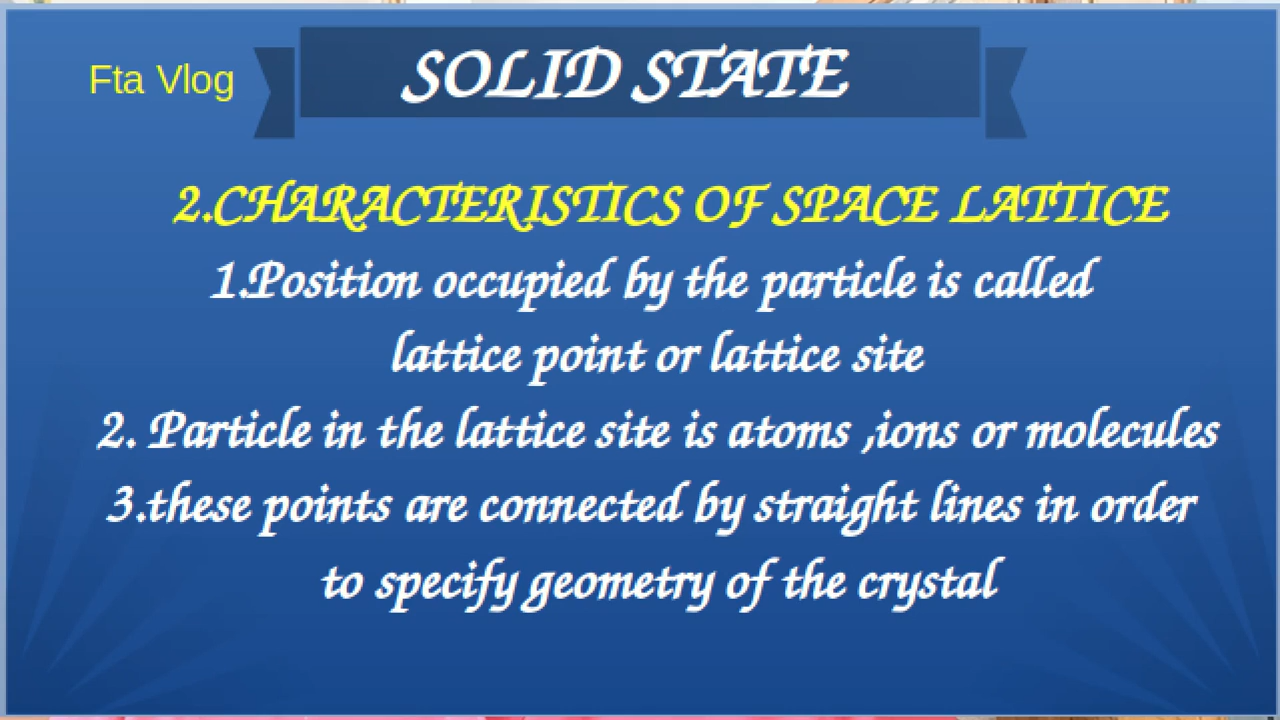 Fta Vlog
SOLID STATE
2.CHARACTERISTICS OF SPACE LATTICE
1.Position occupied by the particle is called
lattice point or lattice site
2. Particle in the lattice site is atoms ,ions or molecules
3.these points are connected by straight lines in order
to specify geometry of the crystal